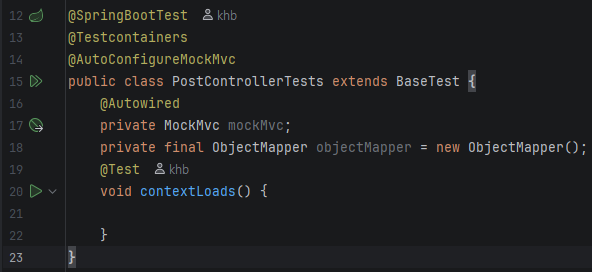 12 @SpringBootTest khb
13 @Testcontainers
14 @AutoConfigureMockMvc
15 public class PostControllerTests extends BaseTest {
16 @Autowired
17 private MockMvc mockMvc;
18 private final ObjectMapper objectMapper = new ObjectMapper();
19 @Test khb
20 void contextLoads() {
21
22 }
23 }